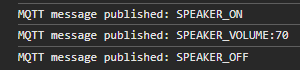 MQTT message published: SPEAKER_ON
MQTT message published: SPEAKER_VOLUME:70
MQTT message published: SPEAKER_OFF